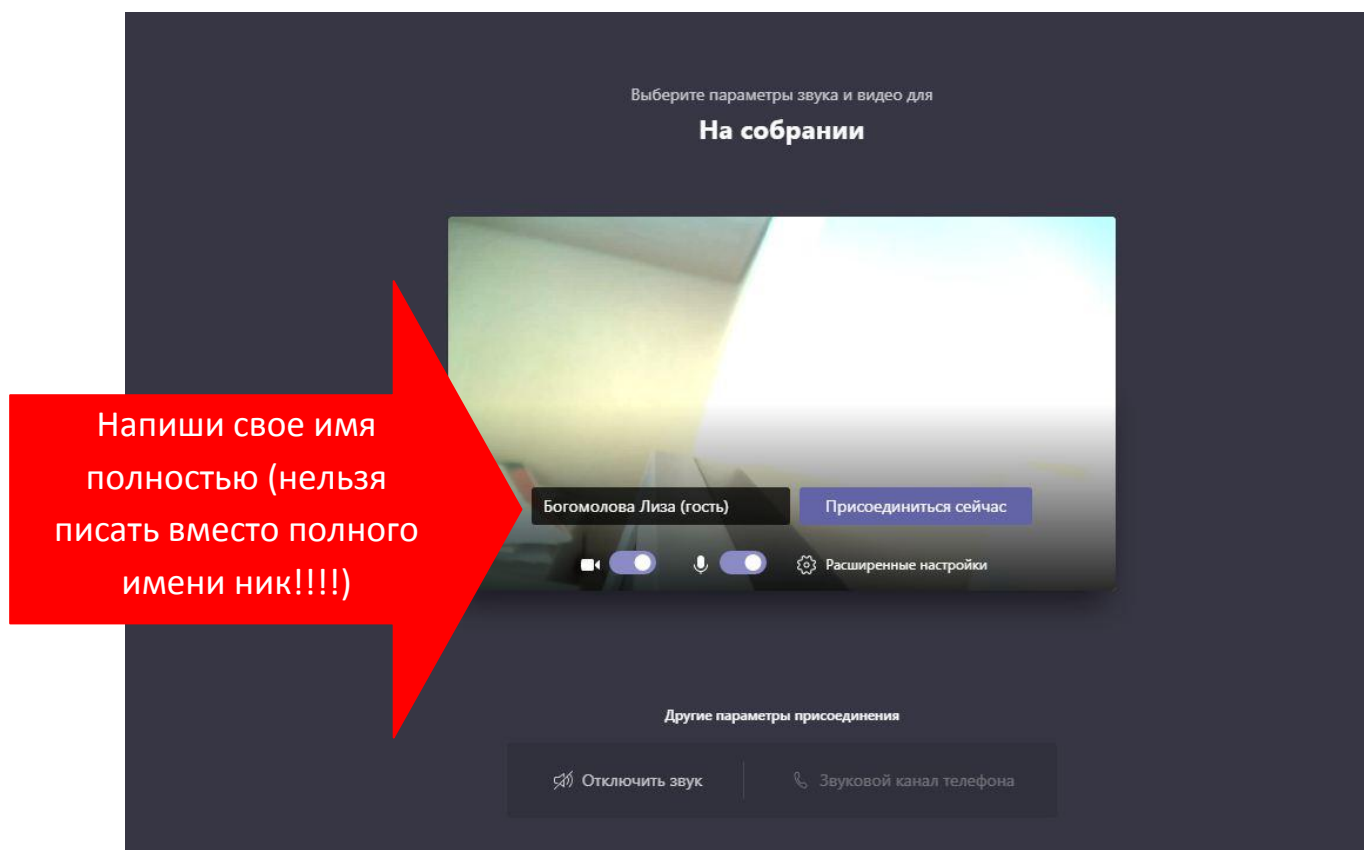 Выберите параметры звука и видео для
На собрании
Напиши свое имя
полностью (нельзя
писать вместо полного
имени ник!!!!)
Богомолова Лиза (гость)
Присоединиться сейчас
Расширенные настройки
Другие параметры присоединения
Отключить звук
Звуковой канал телефона